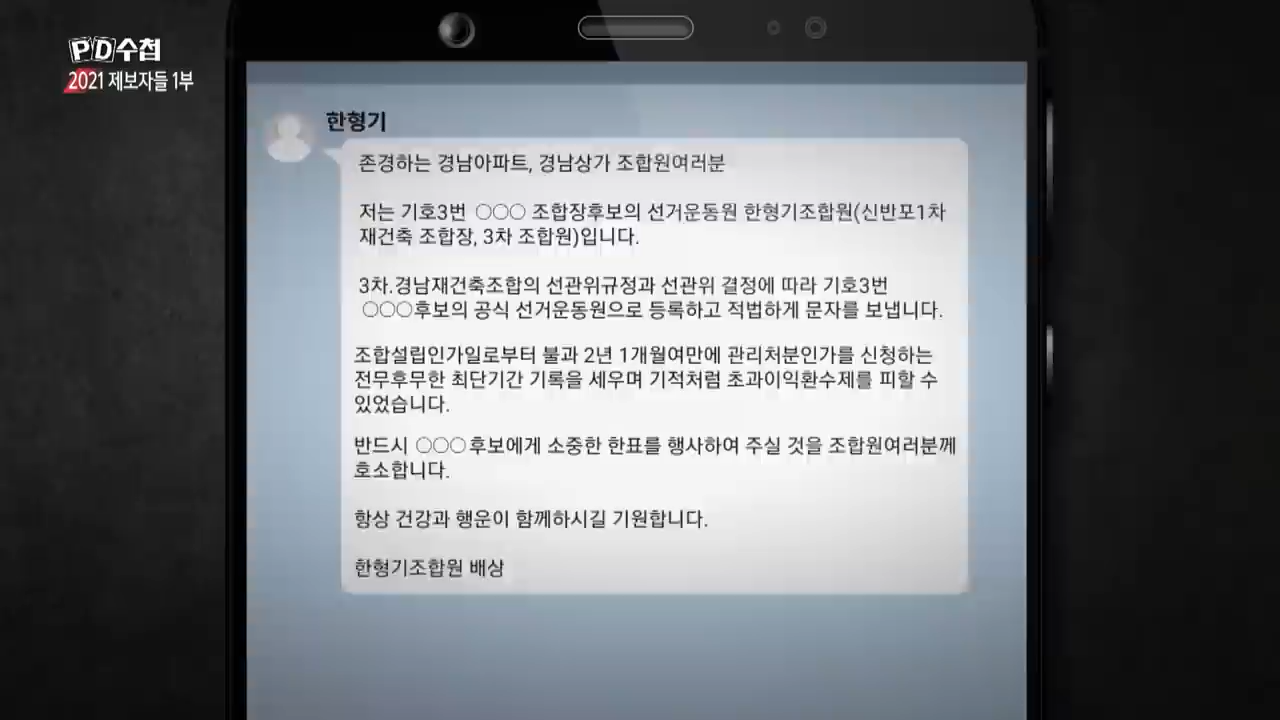 PD수첩
2021 제보자들 1부
한형기
존경하는 경남아파트, 경남상가 조합원여러분
저는 기호3번 ○○○ 조합장후보의 선거운동원 한형기조합원(신반포1차
재건축 조합장, 3차 조합원)입니다.
3차.경남재건축조합의 선관위규정과 선관위 결정에 따라 기호3번
○○○후보의 공식 선거운동원으로 등록하고 적법하게 문자를 보냅니다.
조합설립인가일로부터 불과 2년 1개월여만에 관리처분인가를 신청하는
전무후무한 최단기간 기록을 세우며 기적처럼 초과이익환수제를 피할 수
있었습니다.
반드시 ○○○후보에게 소중한 한표를 행사하여 주실 것을 조합원여러분께
호소합니다.
항상 건강과 행운이 함께하시길 기원합니다.
한형기조합원 배상